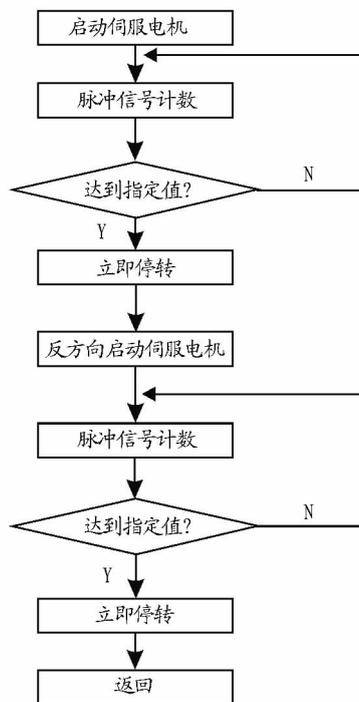 启动伺服电机
脉冲信号计数
达到指定值?
N
Y
立即停转
反方向启动伺服电机
脉冲信号计数
达到指定值?
N
Y
立即停转
返回